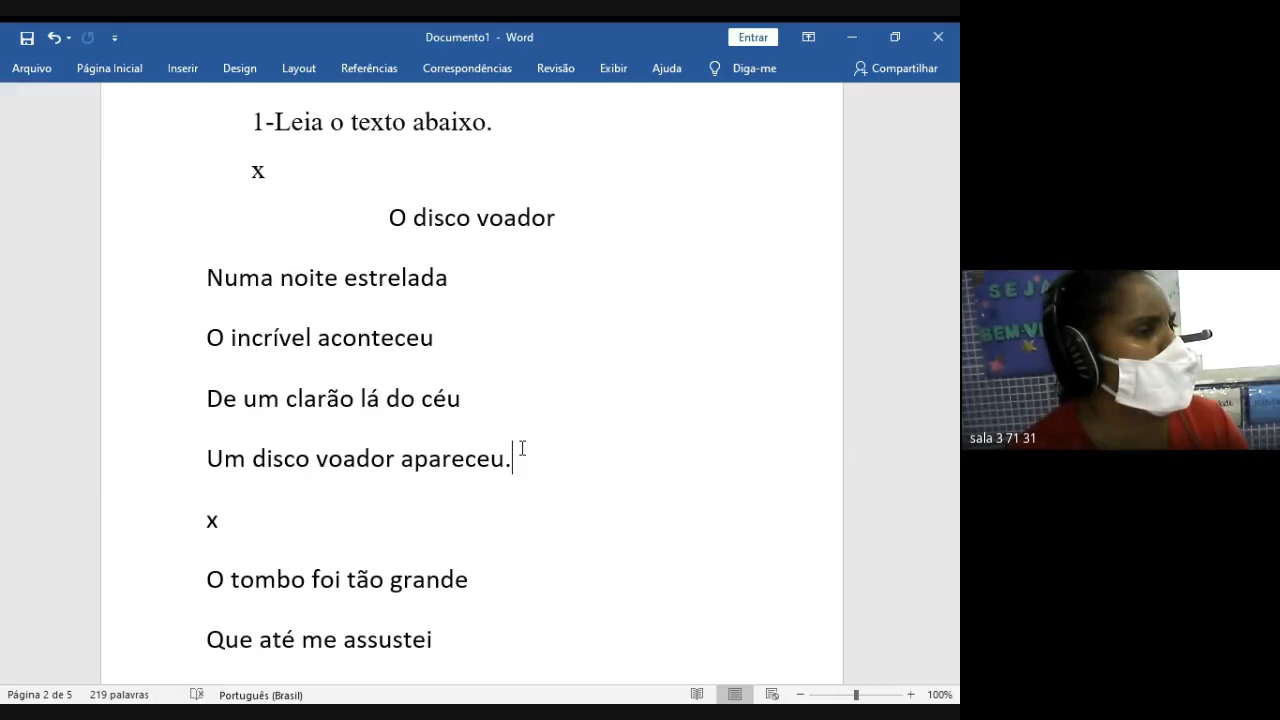 Documento1 - Word
Entrar
Arquivo
Página Inicial
Inserir
Design
Layout
Referências
Correspondências
Revisão
Exibir
Ajuda
Diga-me
Compartilhar
1-Leia o texto abaixo.
x
O disco voador
Numa noite estrelada
O incrível aconteceu
De um clarão lá do céu
Um disco voador apareceu.
x
O tombo foi tão grande
Que até me assustei
SEJA
BEM-V
sala 3 71 31
Página 2 de 5
219 palavras
Português (Brasil)
100%